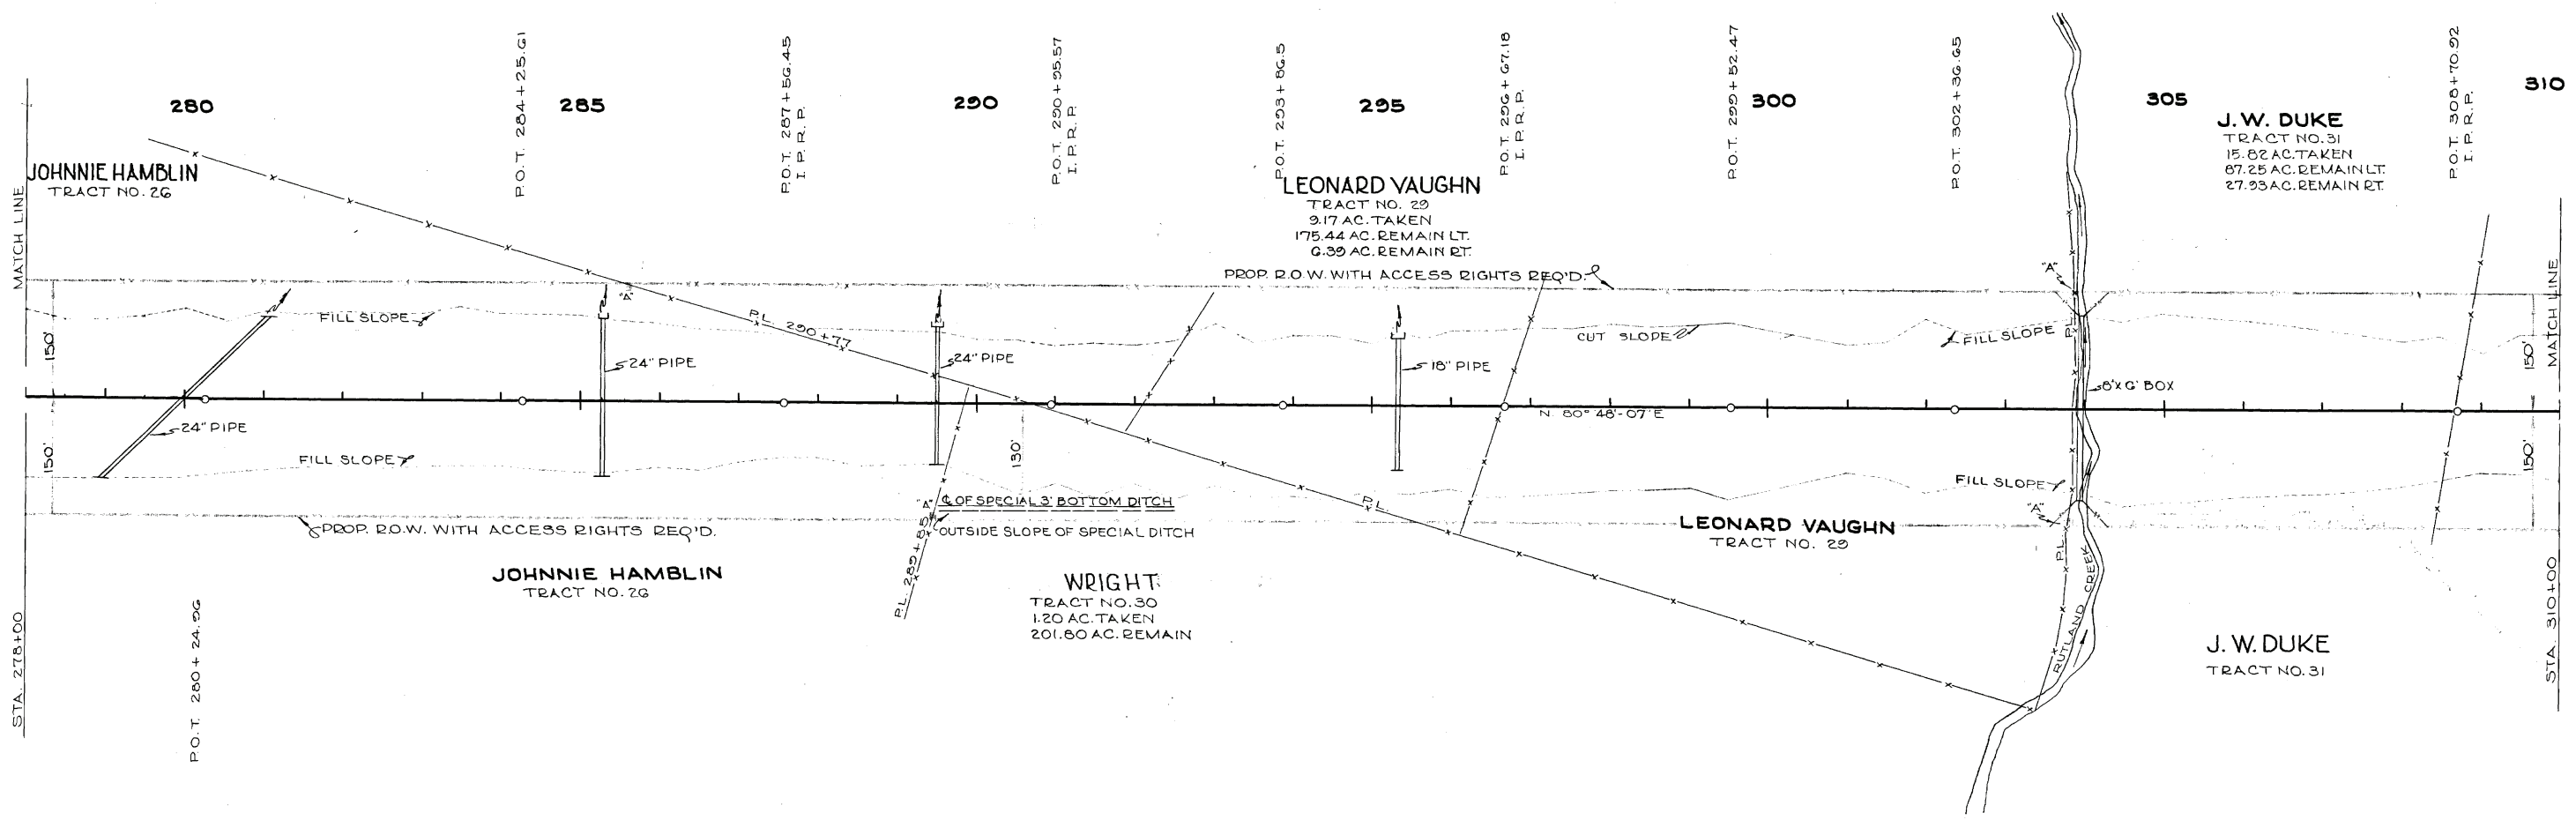 280
285
290
295
300
305
310
P.O.T. 284+25.61
P.O.T. 287+56.45
I. P. R. P.
P.O.T. 290+95.57
I. P. R. P.
P.O.T. 293+86.5
P.O.T. 296+67.18
I. P. R. P.
P.O.T. 299+52.47
P.O.T. 302+36.65
P.O.T. 308+70.92
I. P. R. P.
JOHNNIE HAMBLIN
TRACT NO. 26
LEONARD VAUGHN
TRACT NO. 29
9.17 AC. TAKEN
175.44 AC. REMAIN LT.
6.39 AC. REMAIN RT.
J. W. DUKE
TRACT NO. 31
15.82 AC. TAKEN
87.25 AC. REMAIN LT.
27.93 AC. REMAIN RT.
MATCH LINE
MATCH LINE
PROP. R.O.W. WITH ACCESS RIGHTS REQ'D.
"A"
"A"
FILL SLOPE
P.L. 290+77
CUT SLOPE
FILL SLOPE
P.L.
150'
150'
24" PIPE
24" PIPE
18" PIPE
8'X 6' BOX
N 80°48'-07"E
24" PIPE
150'
150'
130'
FILL SLOPE
FILL SLOPE
"A"
"A"
℄ OF SPECIAL 3' BOTTOM DITCH
P.L.
PROP. R.O.W. WITH ACCESS RIGHTS REQ'D.
OUTSIDE SLOPE OF SPECIAL DITCH
LEONARD VAUGHN
TRACT NO. 29
P.L. 289+85
P.L.
RUTLAND CREEK
JOHNNIE HAMBLIN
TRACT NO. 26
WRIGHT
TRACT NO. 30
1.20 AC. TAKEN
201.80 AC. REMAIN
J. W. DUKE
TRACT NO. 31
STA. 278+00
P.O.T. 280+24.96
STA. 310+00